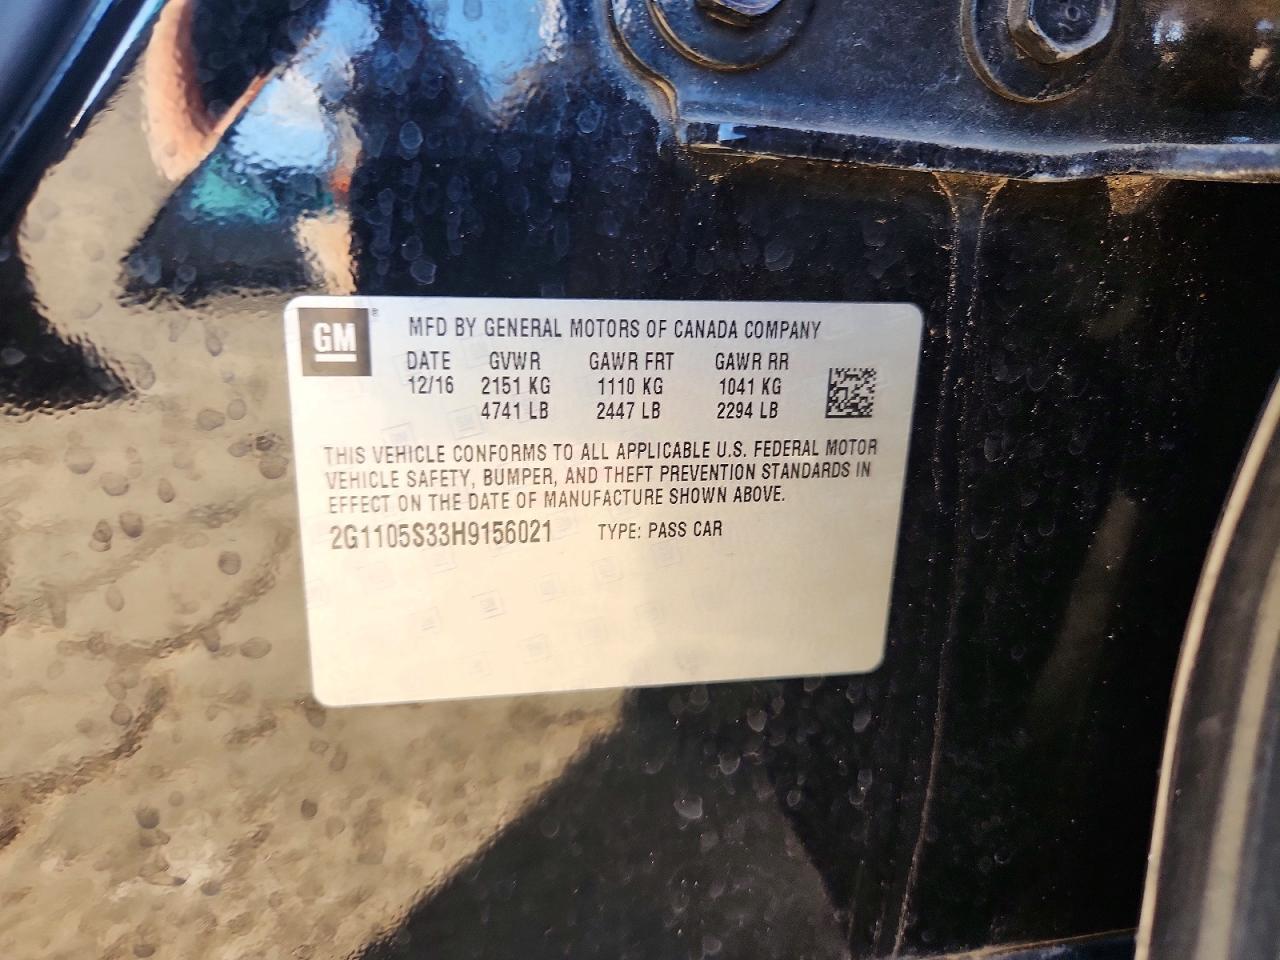 GM ®
MFD BY GENERAL MOTORS OF CANADA COMPANY
DATE GVWR GAWR FRT GAWR RR
12/16 2151 KG 1110 KG 1041 KG
4741 LB 2447 LB 2294 LB
THIS VEHICLE CONFORMS TO ALL APPLICABLE U.S. FEDERAL MOTOR
VEHICLE SAFETY, BUMPER, AND THEFT PREVENTION STANDARDS IN
EFFECT ON THE DATE OF MANUFACTURE SHOWN ABOVE.
2G1105S33H9156021 TYPE: PASS CAR